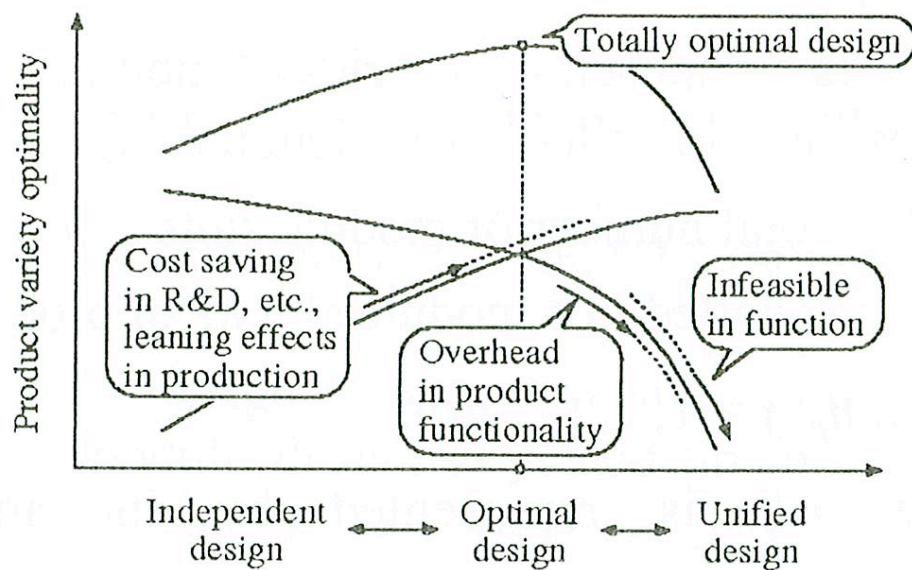 Product variety optimality
Totally optimal design
Cost saving
in R&D, etc.,
leaning effects
in production
Overhead
in product
functionality
Infeasible
in function
Independent
design
Optimal
design
Unified
design